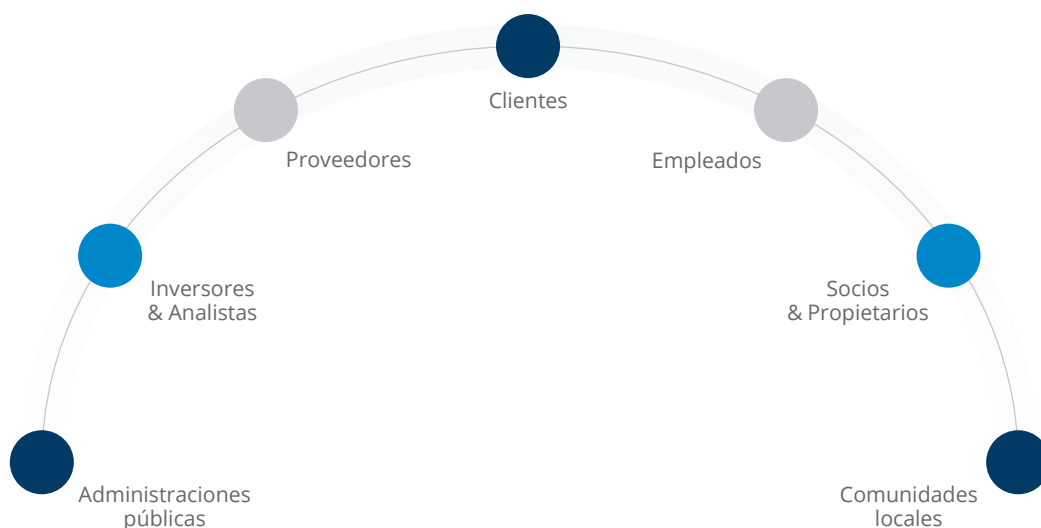 Clientes
Proveedores
Empleados
Inversores
& Analistas
Socios
& Propietarios
Administraciones
públicas
Comunidades
locales